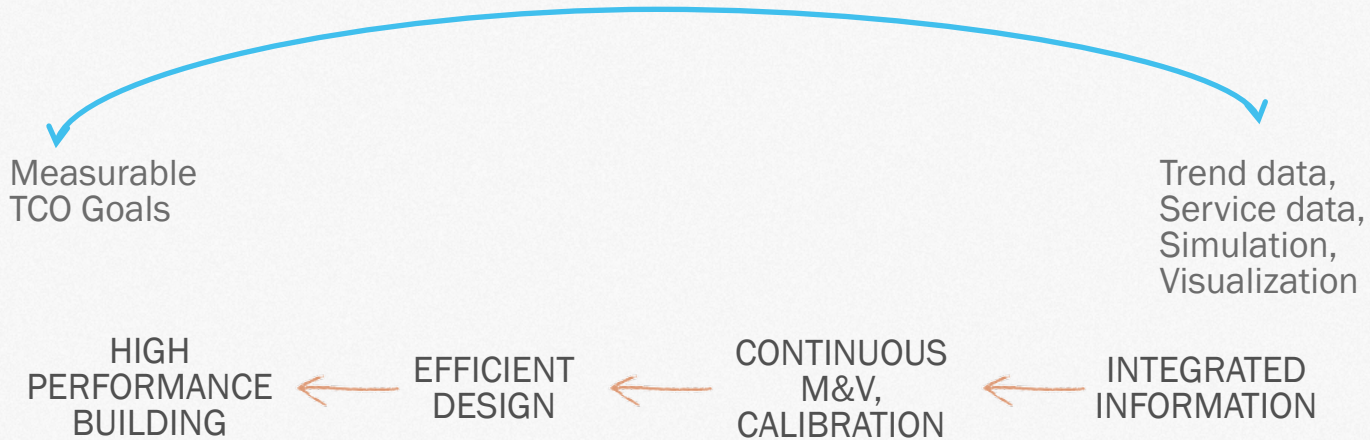 Measurable
TCO Goals
Trend data,
Service data,
Simulation,
Visualization
HIGH
PERFORMANCE
BUILDING
EFFICIENT
DESIGN
CONTINUOUS
M&V,
CALIBRATION
INTEGRATED
INFORMATION